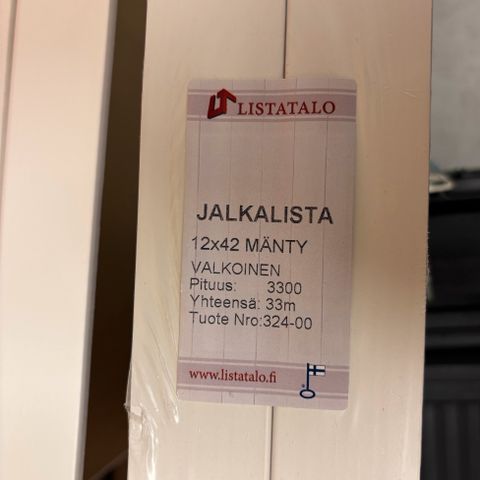 LISTATALO
JALKALISTA
12x42 MÄNTY
VALKOINEN
Pituus: 3300
Yhteensä: 33m
Tuote Nro:324-00
www.listatalo.fi